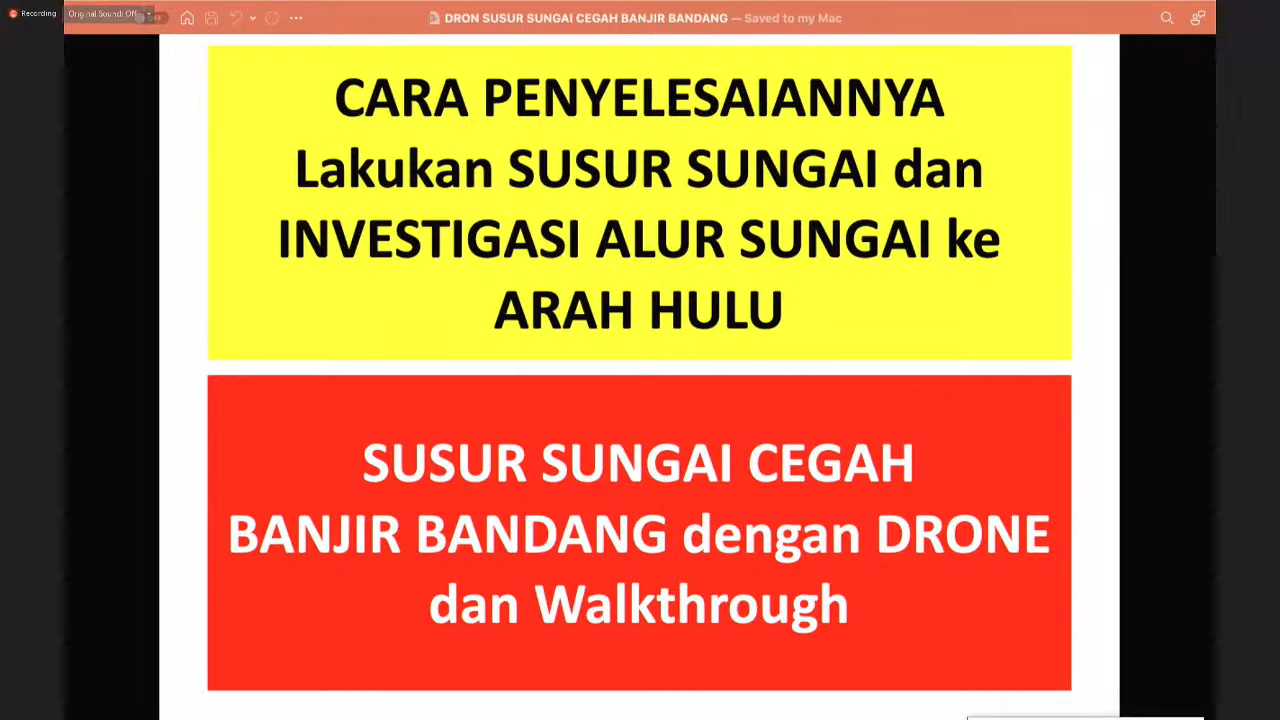 Recording
Original Sound: Off
OFF
DRON SUSUR SUNGAI CEGAH BANJIR BANDANG — Saved to my Mac
CARA PENYELESAIANNYA
Lakukan SUSUR SUNGAI dan
INVESTIGASI ALUR SUNGAI ke
ARAH HULU
SUSUR SUNGAI CEGAH
BANJIR BANDANG dengan DRONE
dan Walkthrough